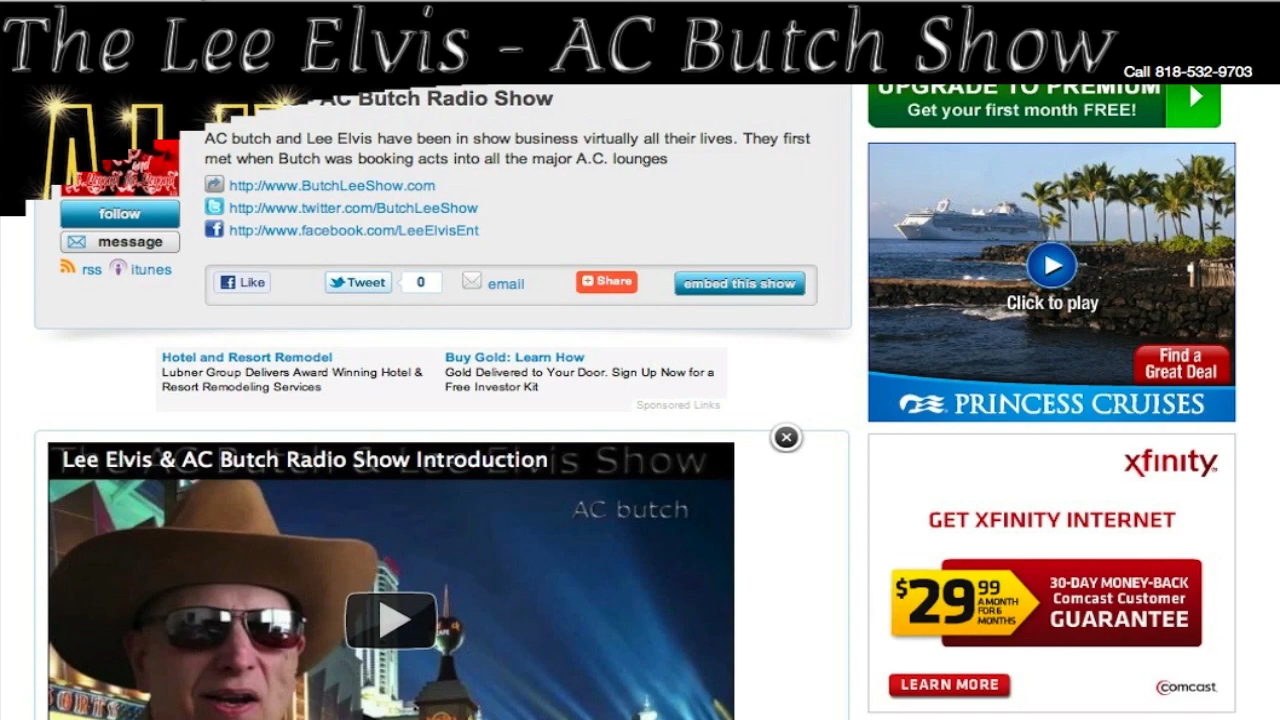 The Lee Elvis - AC Butch Show
Call 818-532-9703
AC Butch Radio Show
AC butch and Lee Elvis have been in show business virtually all their lives. They first
met when Butch was booking acts into all the major A.C. lounges
http://www.ButchLeeShow.com
http://www.twitter.com/ButchLeeShow
http://www.facebook.com/LeeElvisEnt
follow
message
rss itunes
Like Tweet 0 email Share embed this show
Hotel and Resort Remodel
Lubner Group Delivers Award Winning Hotel &
Resort Remodeling Services
Buy Gold: Learn How
Gold Delivered to Your Door. Sign Up Now for a
Free Investor Kit
Sponsored Links
Lee Elvis & AC Butch Radio Show Introduction
The AC Butch & Lee Elvis Show
AC butch
UPGRADE TO PREMIUM
Get your first month FREE!
Click to play
Find a
Great Deal
PRINCESS CRUISES
xfinity
GET XFINITY INTERNET
$29 99
A MONTH
FOR 6
MONTHS
30-DAY MONEY-BACK
Comcast Customer
GUARANTEE
LEARN MORE
comcast